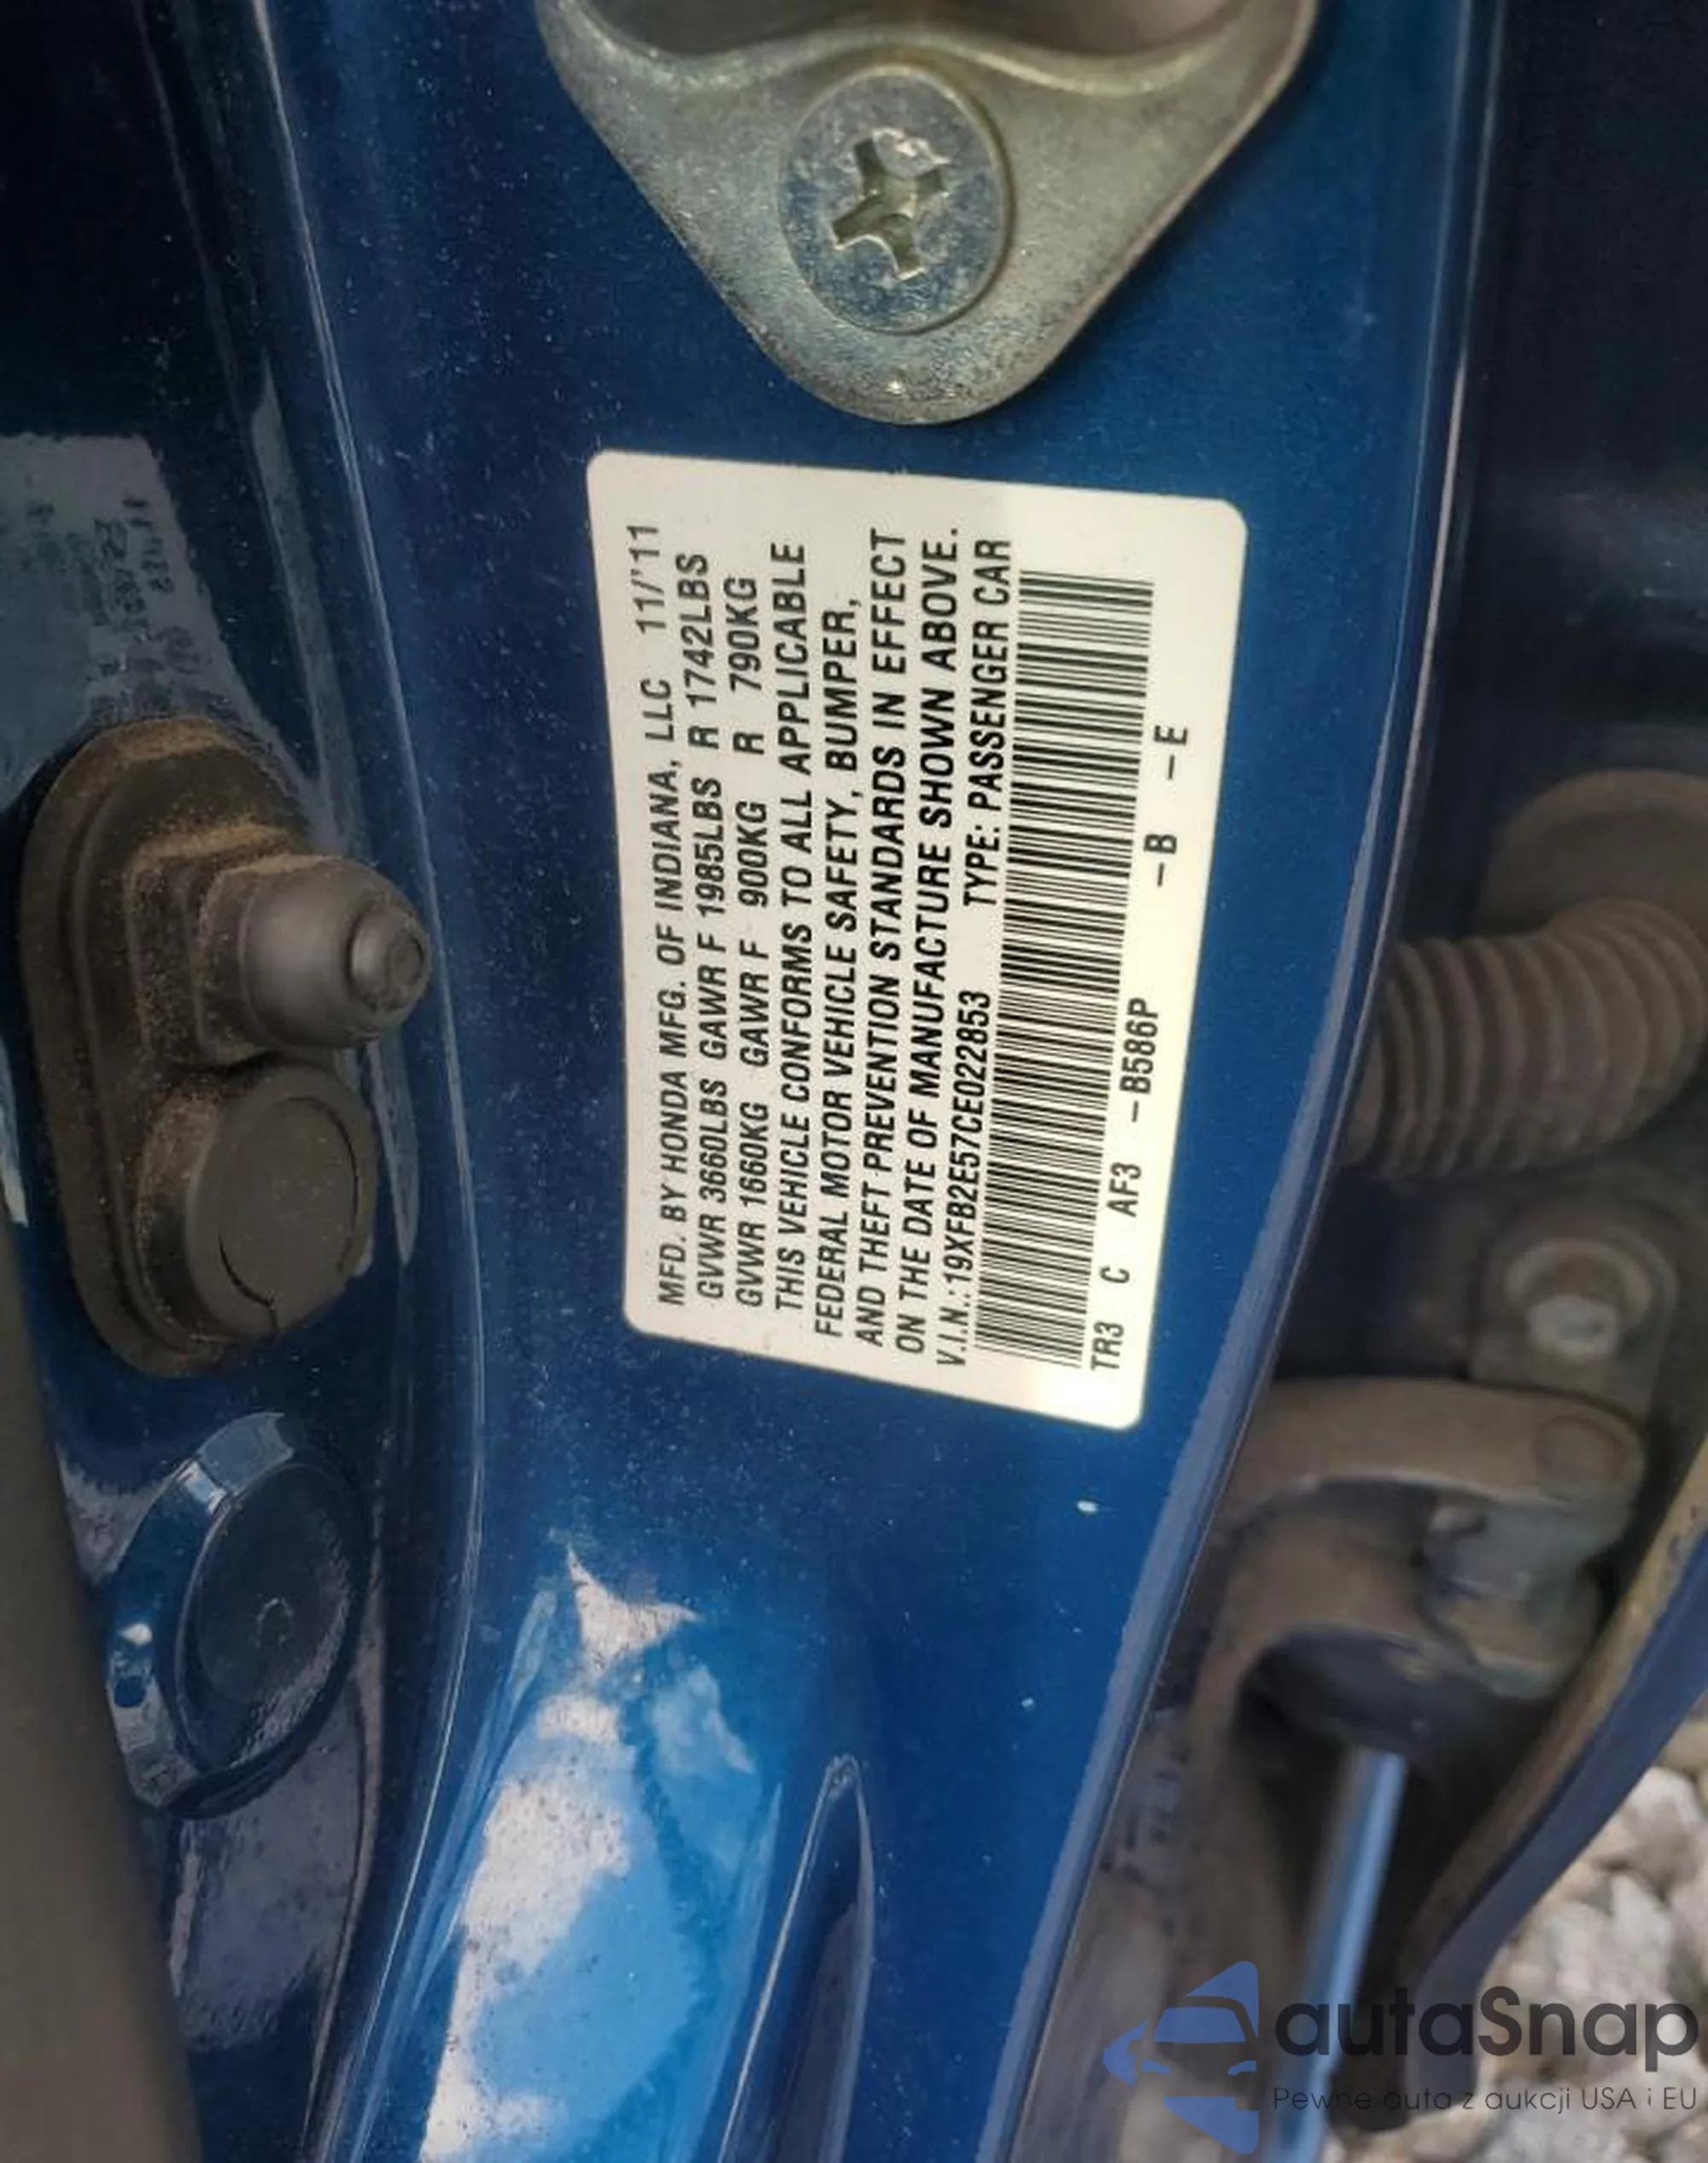 MFD. BY HONDA MFG. OF INDIANA, LLC 11/'11
GVWR 3660LBS GAWR F 1985LBS R 1742LBS
GVWR 1660KG GAWR F 900KG R 790KG
THIS VEHICLE CONFORMS TO ALL APPLICABLE
FEDERAL MOTOR VEHICLE SAFETY, BUMPER,
AND THEFT PREVENTION STANDARDS IN EFFECT
ON THE DATE OF MANUFACTURE SHOWN ABOVE.
V.I.N.: 19XFB2E57CE022853 TYPE: PASSENGER CAR
TR3 C AF3 -B586P -B -E
autaSnap
Pewne auta z aukcji USA i EU